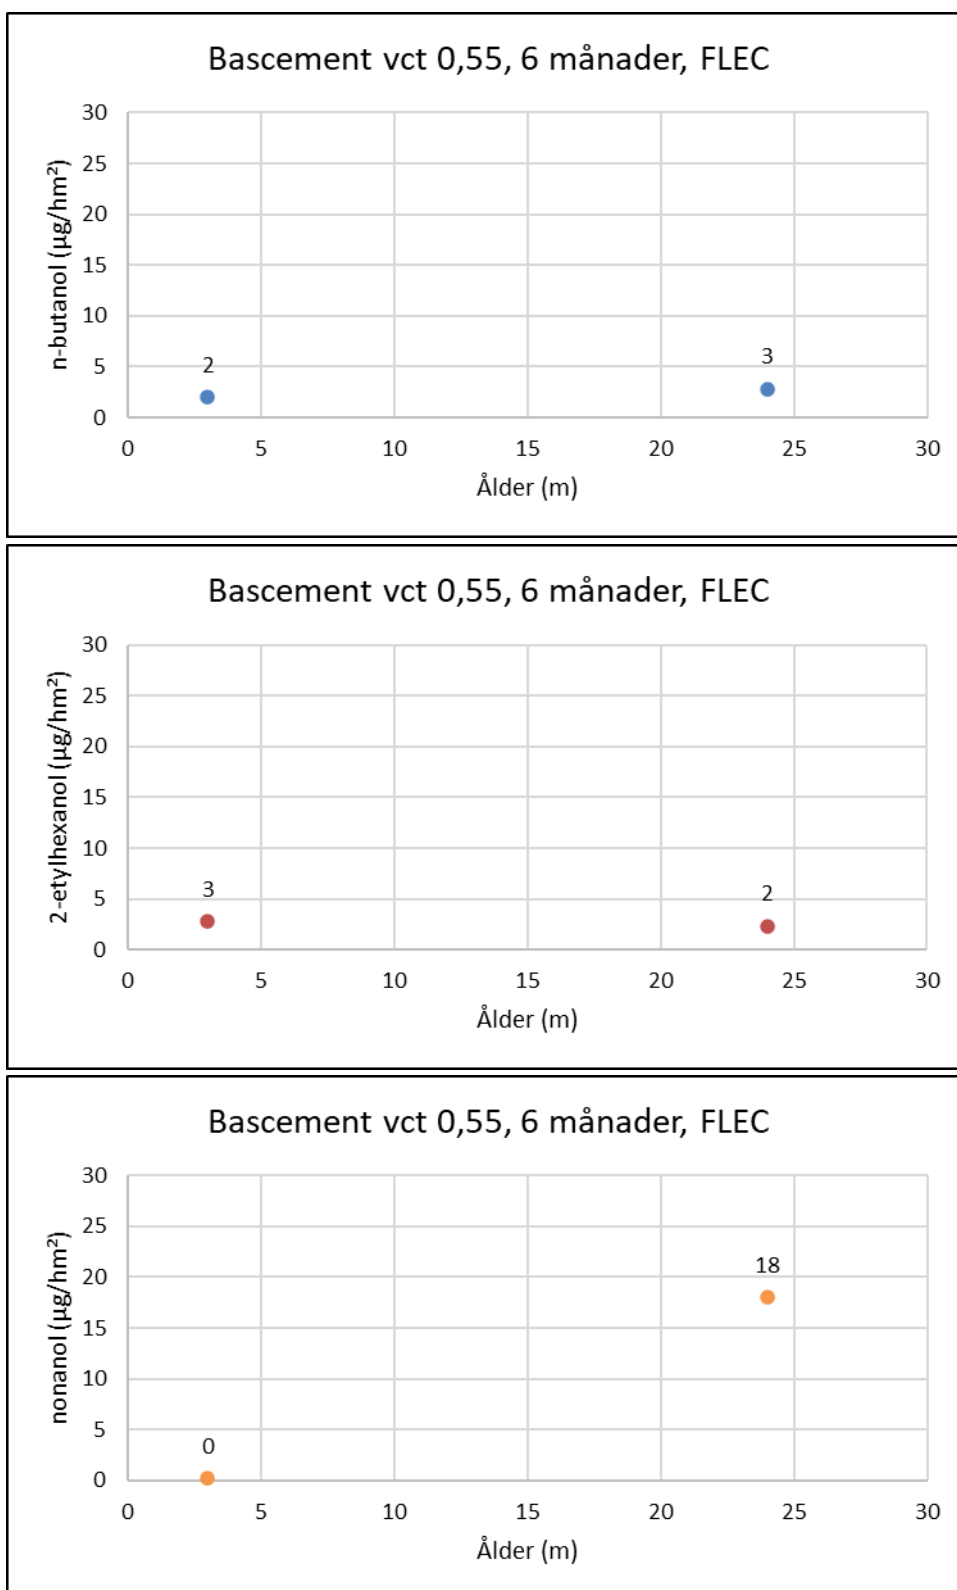 Bascement vct 0,55, 6 månader, FLEC
n-butanol (µg/hm²)
30
25
20
15
10
5
0
2
3
0 5 10 15 20 25 30
Ålder (m)
Bascement vct 0,55, 6 månader, FLEC
2-etylhexanol (µg/hm²)
30
25
20
15
10
5
0
3
2
0 5 10 15 20 25 30
Ålder (m)
Bascement vct 0,55, 6 månader, FLEC
nonanol (µg/hm²)
30
25
20
15
10
5
0
18
0
0 5 10 15 20 25 30
Ålder (m)